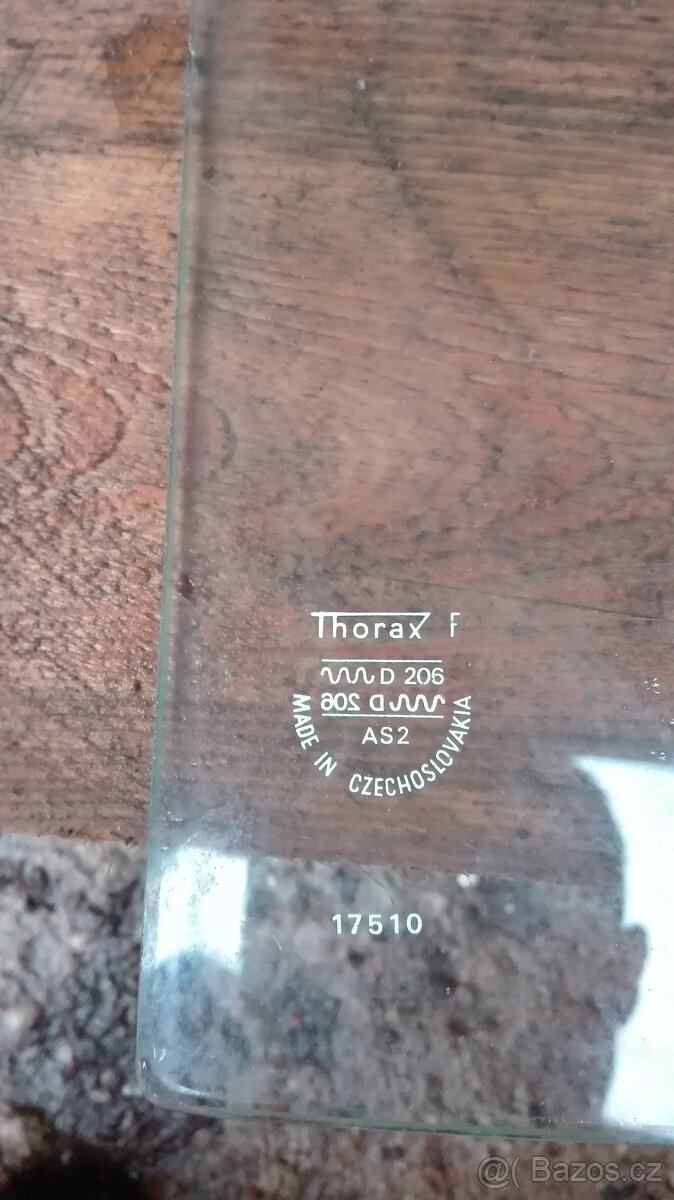 Thorax F
D 206
D 206
AS2
MADE IN CZECHOSLOVAKIA
17510
@( Bazos.cz